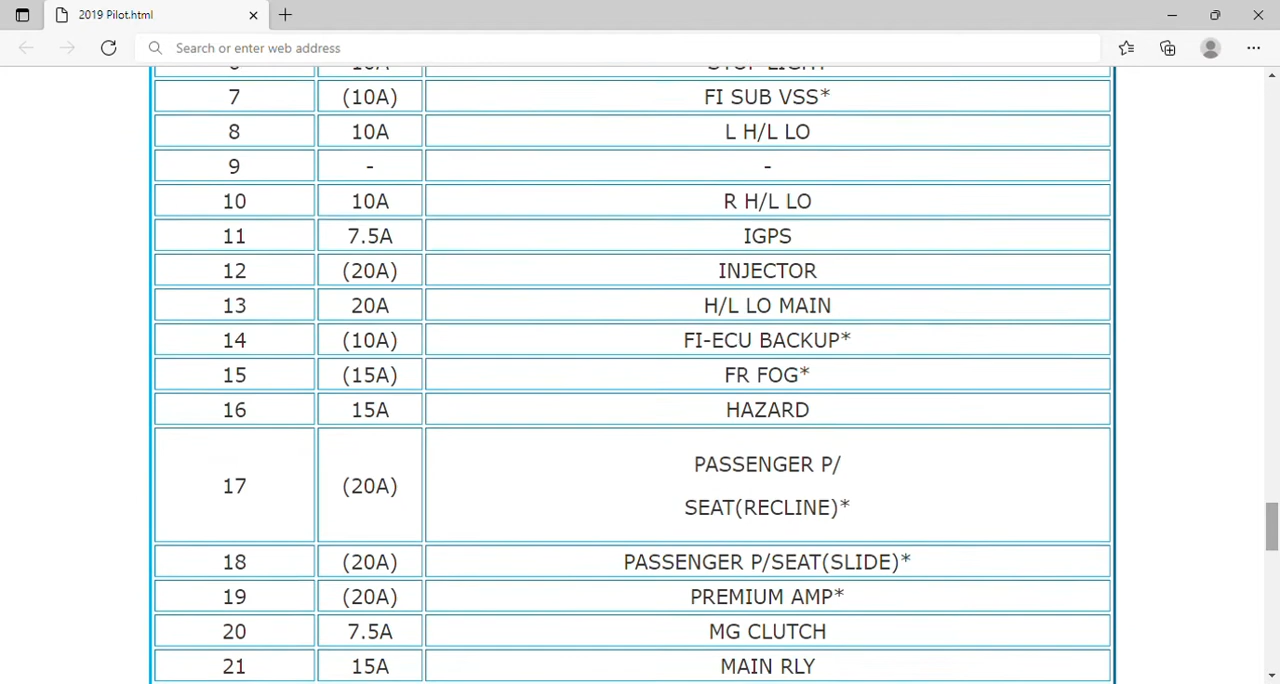 2019 Pilot.html
Search or enter web address
7 (10A) FI SUB VSS*
8 10A L H/L LO
9 - -
10 10A R H/L LO
11 7.5A IGPS
12 (20A) INJECTOR
13 20A H/L LO MAIN
14 (10A) FI-ECU BACKUP*
15 (15A) FR FOG*
16 15A HAZARD
PASSENGER P/
17 (20A)
SEAT(RECLINE)*
18 (20A) PASSENGER P/SEAT(SLIDE)*
19 (20A) PREMIUM AMP*
20 7.5A MG CLUTCH
21 15A MAIN RLY